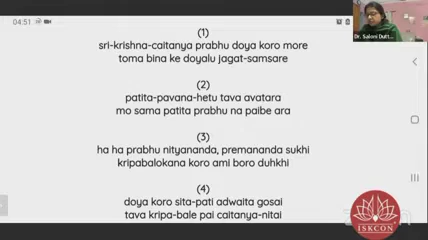 04:51
Dr. Saloni Dutt...
(1)
sri-krishna-caitanya prabhu doya koro more
toma bina ke doyalu jagat-samsare
(2)
patita-pavana-hetu tava avatara
mo sama patita prabhu na paibe ara
(3)
ha ha prabhu nityananda, premananda sukhi
kripabalokana koro ami boro duhkhi
(4)
doya koro sita-pati adwaita gosai
tava kripa-bale pai caitanya-nitai
ISKCON